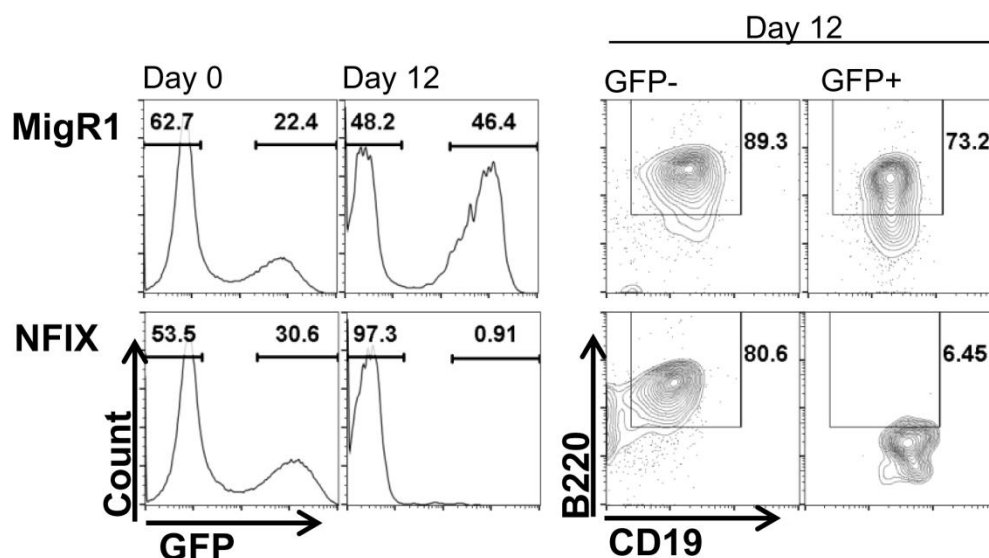 Day 12
Day 0 Day 12 GFP- GFP+
MigR1 62.7 22.4 48.2 46.4 89.3 73.2
NFIX 53.5 30.6 97.3 0.91 80.6 6.45
Count
GFP
B220
CD19